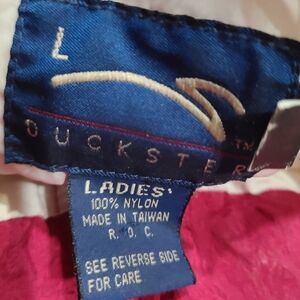 L
DUCKSTER
TM
LADIES'
100% NYLON
MADE IN TAIWAN
R. O. C.
SEE REVERSE SIDE
FOR CARE